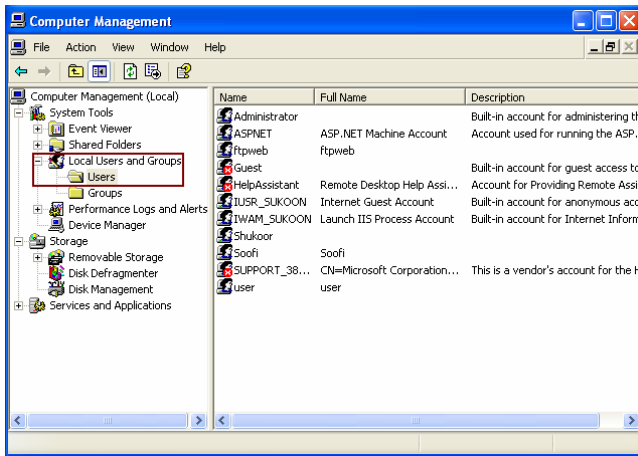 Computer Management
File Action View Window Help
Computer Management (Local)
System Tools
Event Viewer
Shared Folders
Local Users and Groups
Users
Groups
Performance Logs and Alerts
Device Manager
Storage
Removable Storage
Disk Defragmenter
Disk Management
Services and Applications
Name Full Name Description
Administrator Built-in account for administering th
ASPNET ASP.NET Machine Account Account used for running the ASP.
ftpweb ftpweb
Guest Built-in account for guest access to
HelpAssistant Remote Desktop Help Assi... Account for Providing Remote Assi
IUSR_SUKOON Internet Guest Account Built-in account for anonymous acc
IWAM_SUKOON Launch IIS Process Account Built-in account for Internet Inform
Shukoor
Soofi Soofi
SUPPORT_38... CN=Microsoft Corporation... This is a vendor's account for the H
user user